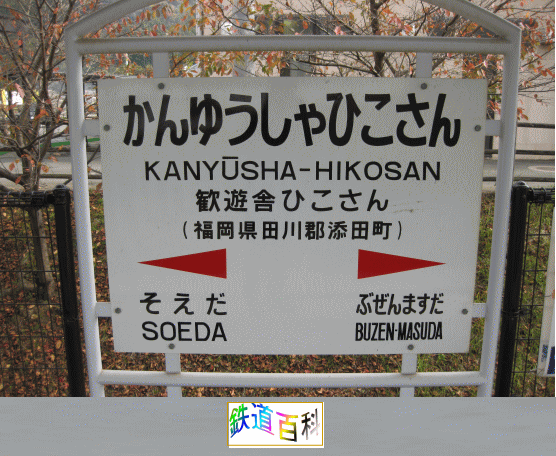 かんゆうしゃひこさん
KANYŪSHA-HIKOSAN
歓遊舎ひこさん
(福岡県田川郡添田町)
そえだ ぶぜんますだ
SOEDA BUZEN-MASUDA
鉄道百科